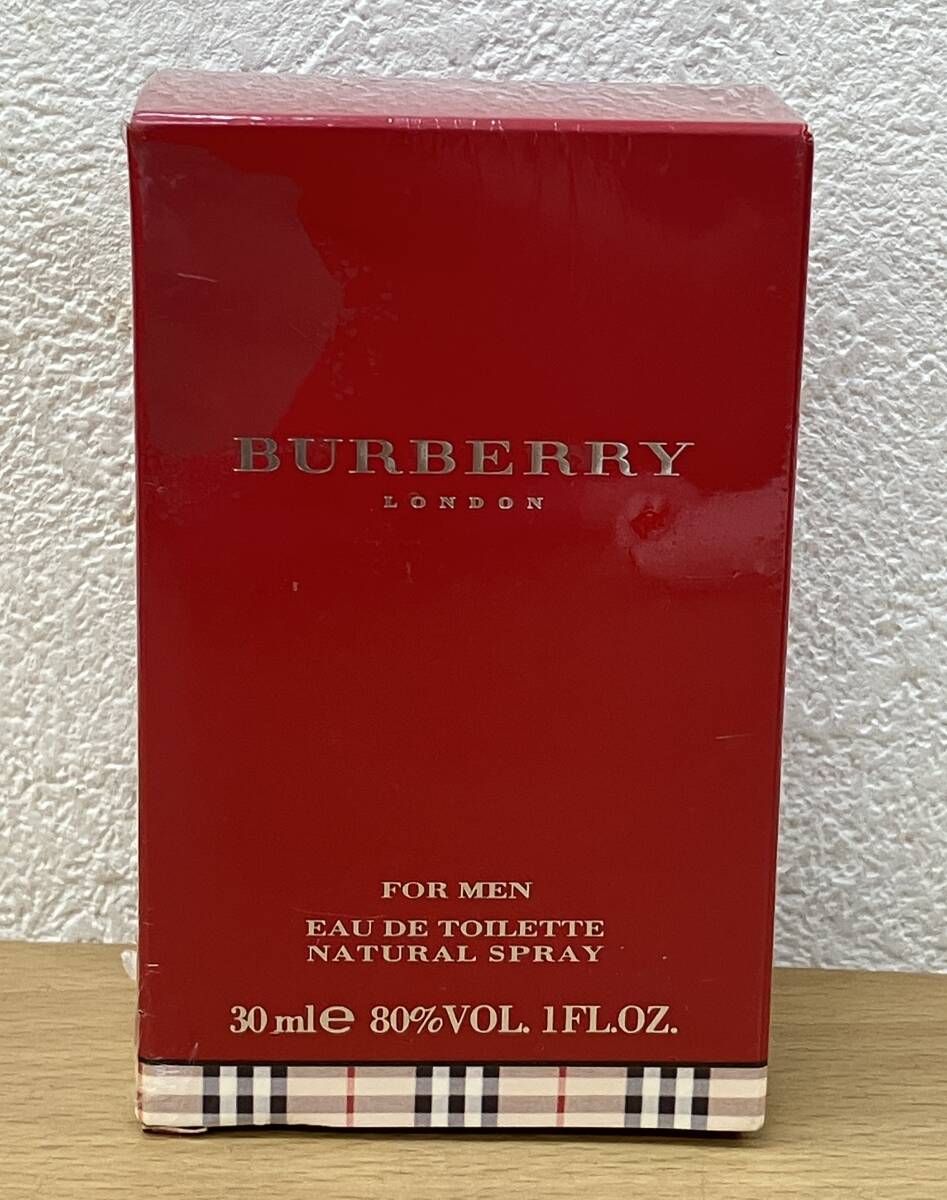 BURBERRY
LONDON
FOR MEN
EAU DE TOILETTE
NATURAL SPRAY
30 ml℮ 80%VOL. 1FL.OZ.